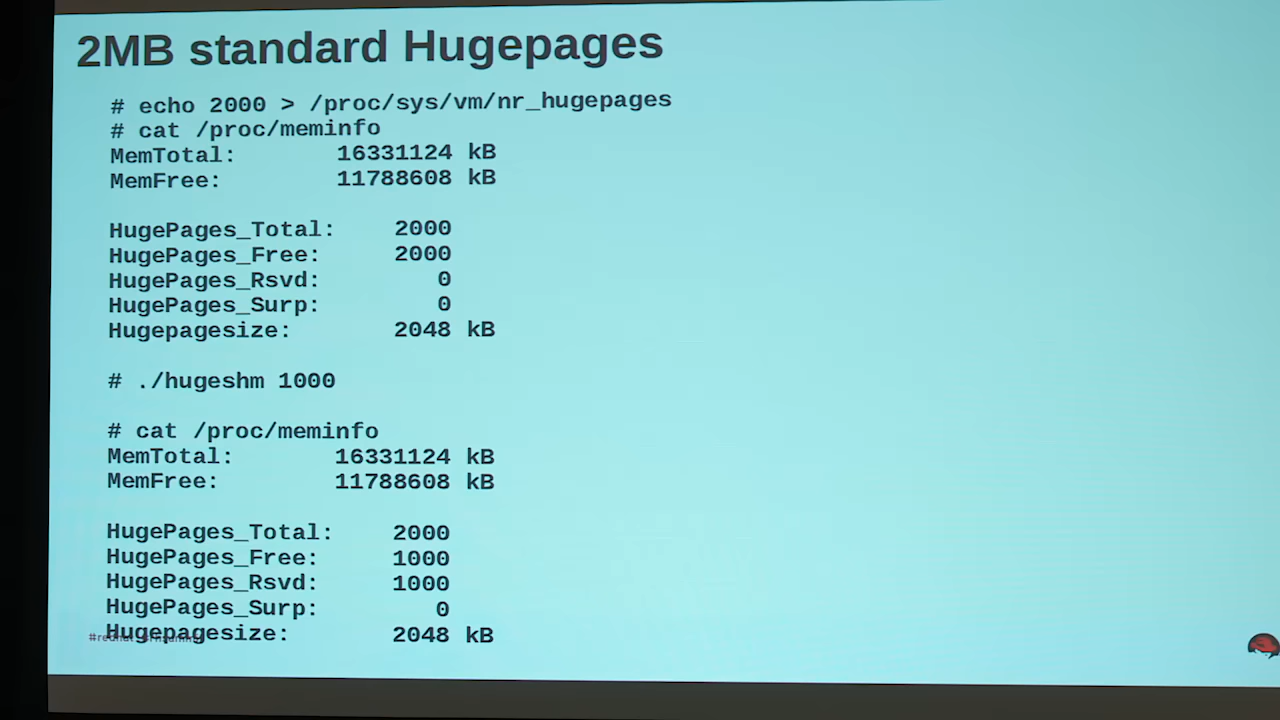 2MB standard Hugepages
# echo 2000 > /proc/sys/vm/nr_hugepages
# cat /proc/meminfo
MemTotal: 16331124 kB
MemFree: 11788608 kB
HugePages_Total: 2000
HugePages_Free: 2000
HugePages_Rsvd: 0
HugePages_Surp: 0
Hugepagesize: 2048 kB
# ./hugeshm 1000
# cat /proc/meminfo
MemTotal: 16331124 kB
MemFree: 11788608 kB
HugePages_Total: 2000
HugePages_Free: 1000
HugePages_Rsvd: 1000
HugePages_Surp: 0
Hugepagesize: 2048 kB